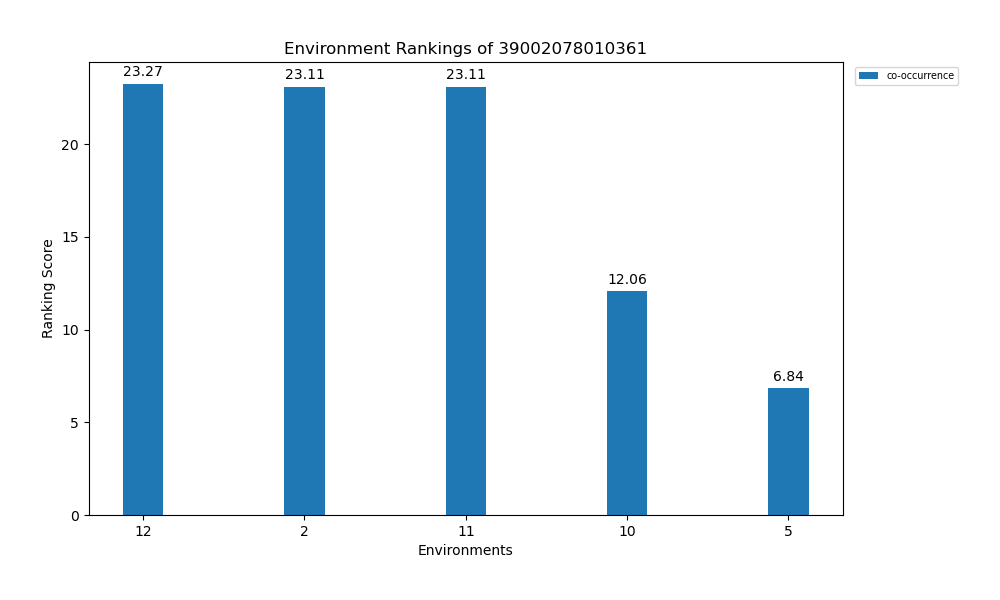 Environment Rankings of 39002078010361
co-occurrence
23.27
23.11
23.11
12.06
6.84
20
15
10
5
0
Ranking Score
12 2 11 10 5
Environments